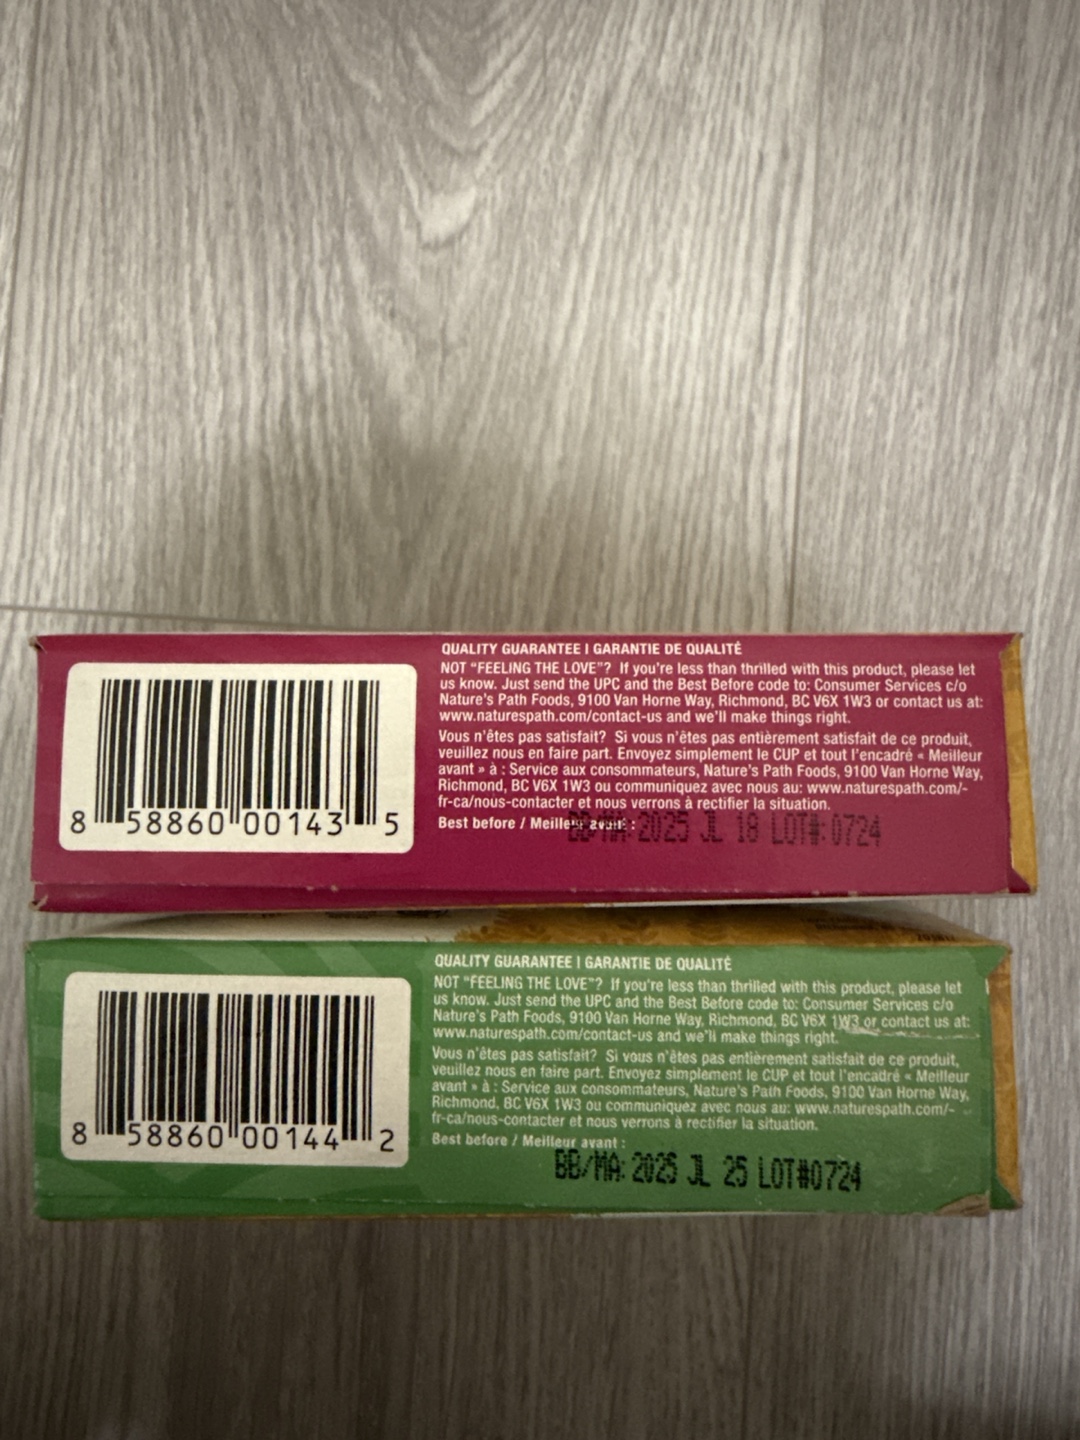 QUALITY GUARANTEE | GARANTIE DE QUALITÉ
NOT "FEELING THE LOVE"? If you're less than thrilled with this product, please let
us know. Just send the UPC and the Best Before code to: Consumer Services c/o
Nature's Path Foods, 9100 Van Horne Way, Richmond, BC V6X 1W3 or contact us at:
www.naturespath.com/contact-us and we'll make things right.
Vous n'êtes pas satisfait? Si vous n'êtes pas entièrement satisfait de ce produit,
veuillez nous en faire part. Envoyez simplement le CUP et tout l'encadré « Meilleur
avant » à : Service aux consommateurs, Nature's Path Foods, 9100 Van Horne Way,
Richmond, BC V6X 1W3 ou communiquez avec nous au: www.naturespath.com/-
fr-ca/nous-contacter et nous verrons à rectifier la situation.
Best before / Meilleur avant :
BB/MA: 2025 JL 18 LOT#: 0724
8 58860 00143 5
QUALITY GUARANTEE | GARANTIE DE QUALITÉ
NOT "FEELING THE LOVE"? If you're less than thrilled with this product, please let
us know. Just send the UPC and the Best Before code to: Consumer Services c/o
Nature's Path Foods, 9100 Van Horne Way, Richmond, BC V6X 1W3 or contact us at:
www.naturespath.com/contact-us and we'll make things right.
Vous n'êtes pas satisfait? Si vous n'êtes pas entièrement satisfait de ce produit,
veuillez nous en faire part. Envoyez simplement le CUP et tout l'encadré « Meilleur
avant » à : Service aux consommateurs, Nature's Path Foods, 9100 Van Horne Way,
Richmond, BC V6X 1W3 ou communiquez avec nous au: www.naturespath.com/-
fr-ca/nous-contacter et nous verrons à rectifier la situation.
Best before / Meilleur avant :
BB/MA: 2025 JL 25 LOT#0724
8 58860 00144 2